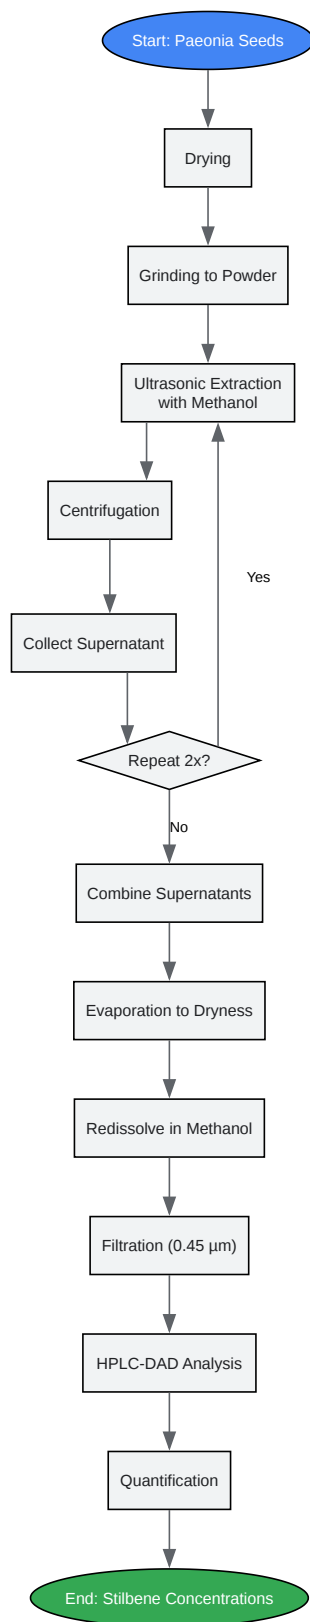 Start: Paeonia Seeds
Drying
Grinding to Powder
Ultrasonic Extraction
with Methanol
Centrifugation
Yes
Collect Supernatant
Repeat 2x?
No
Combine Supernatants
Evaporation to Dryness
Redissolve in Methanol
Filtration (0.45 µm)
HPLC-DAD Analysis
Quantification
End: Stilbene Concentrations